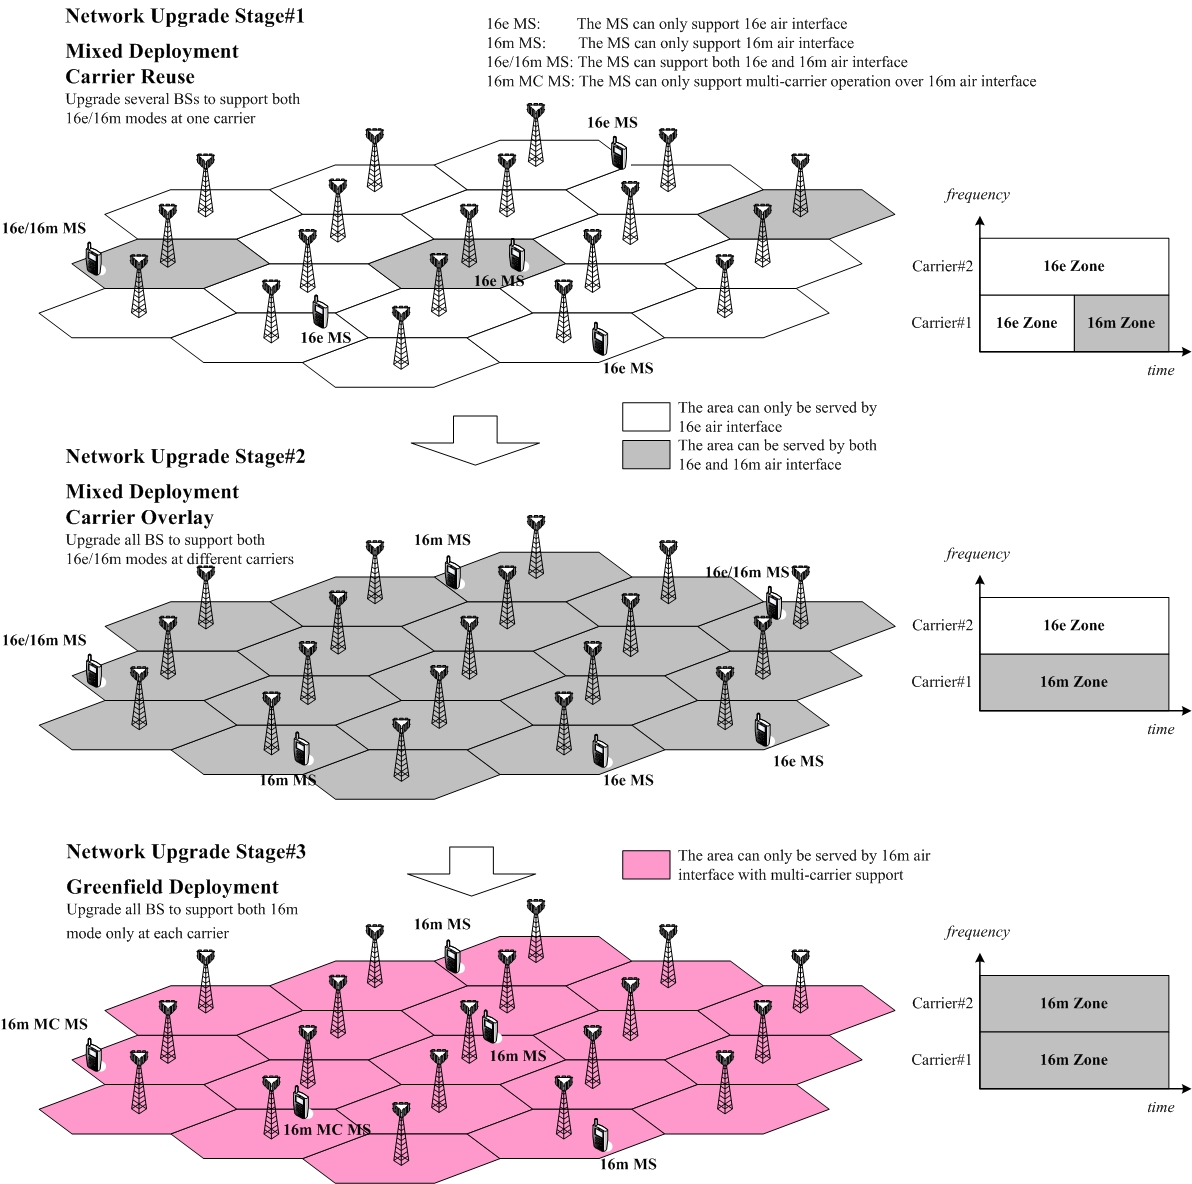 Network Upgrade Stage#1
Mixed Deployment
Carrier Reuse
Upgrade several BSs to support both
16e/16m modes at one carrier
16e MS: The MS can only support 16e air interface
16m MS: The MS can only support 16m air interface
16e/16m MS: The MS can support both 16e and 16m air interface
16m MC MS: The MS can only support multi-carrier operation over 16m air interface
16e MS
16e/16m MS
16e MS
16e MS
16e MS
frequency
Carrier#2
16e Zone
Carrier#1
16e Zone
16m Zone
time
The area can only be served by
16e air interface
The area can be served by both
16e and 16m air interface
Network Upgrade Stage#2
Mixed Deployment
Carrier Overlay
Upgrade all BS to support both
16e/16m modes at different carriers
16m MS
16e/16m MS
16e/16m MS
16m MS
16e MS
16e MS
frequency
Carrier#2
16e Zone
Carrier#1
16m Zone
time
Network Upgrade Stage#3
Greenfield Deployment
Upgrade all BS to support both 16m
mode only at each carrier
The area can only be served by 16m air
interface with multi-carrier support
16m MS
16m MC MS
16m MS
16m MC MS
16m MS
frequency
Carrier#2
16m Zone
Carrier#1
16m Zone
time